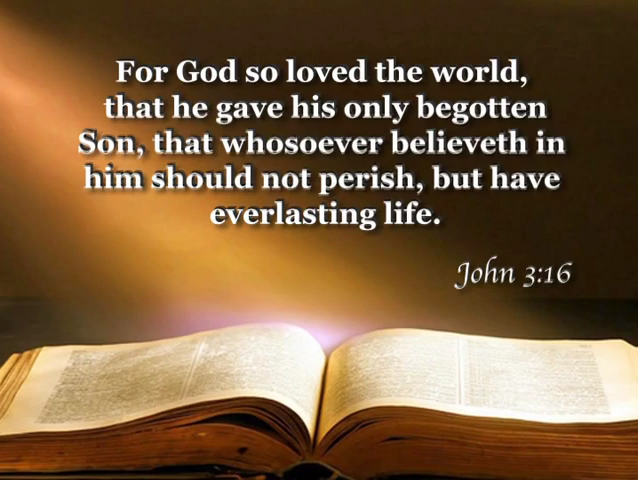 For God so loved the world,
that he gave his only begotten
Son, that whosoever believeth in
him should not perish, but have
everlasting life.
John 3:16